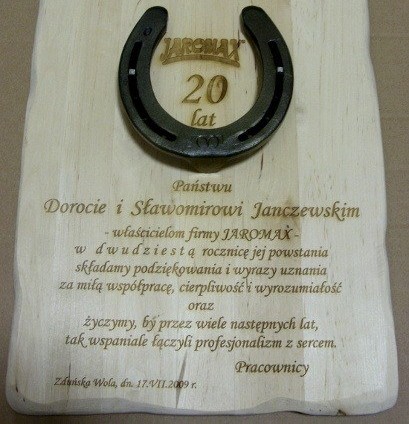 JAROMAX
20
lat
Państwu
Dorocie i Sławomirowi Janczewskim
- właścicielom firmy JAROMAX -
w dwudziestą rocznicę jej powstania
składamy podziękowania i wyrazy uznania
za miłą współpracę, cierpliwość i wyrozumiałość
oraz
życzymy, by przez wiele następnych lat,
tak wspaniale łączyli profesjonalizm z sercem.
Pracownicy
Zduńska Wola, dn. 17.VII.2009 r.